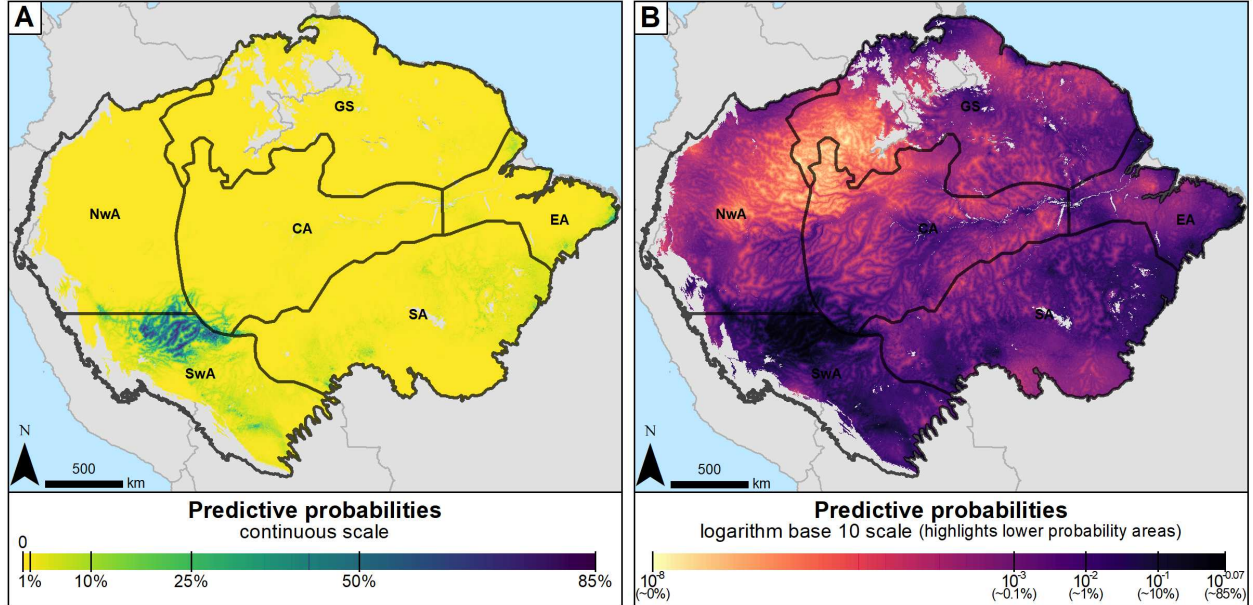 A
GS
NwA
CA
EA
SA
SwA
N
500
km
Predictive probabilities
continuous scale
0
1% 10% 25% 50% 85%
B
GS
NwA
CA
EA
SA
SwA
N
500
km
Predictive probabilities
logarithm base 10 scale (highlights lower probability areas)
10⁻⁸ 10⁻³ 10⁻² 10⁻¹ 10⁻⁰·⁰⁷
(~0%) (~0.1%) (~1%) (~10%) (~85%)